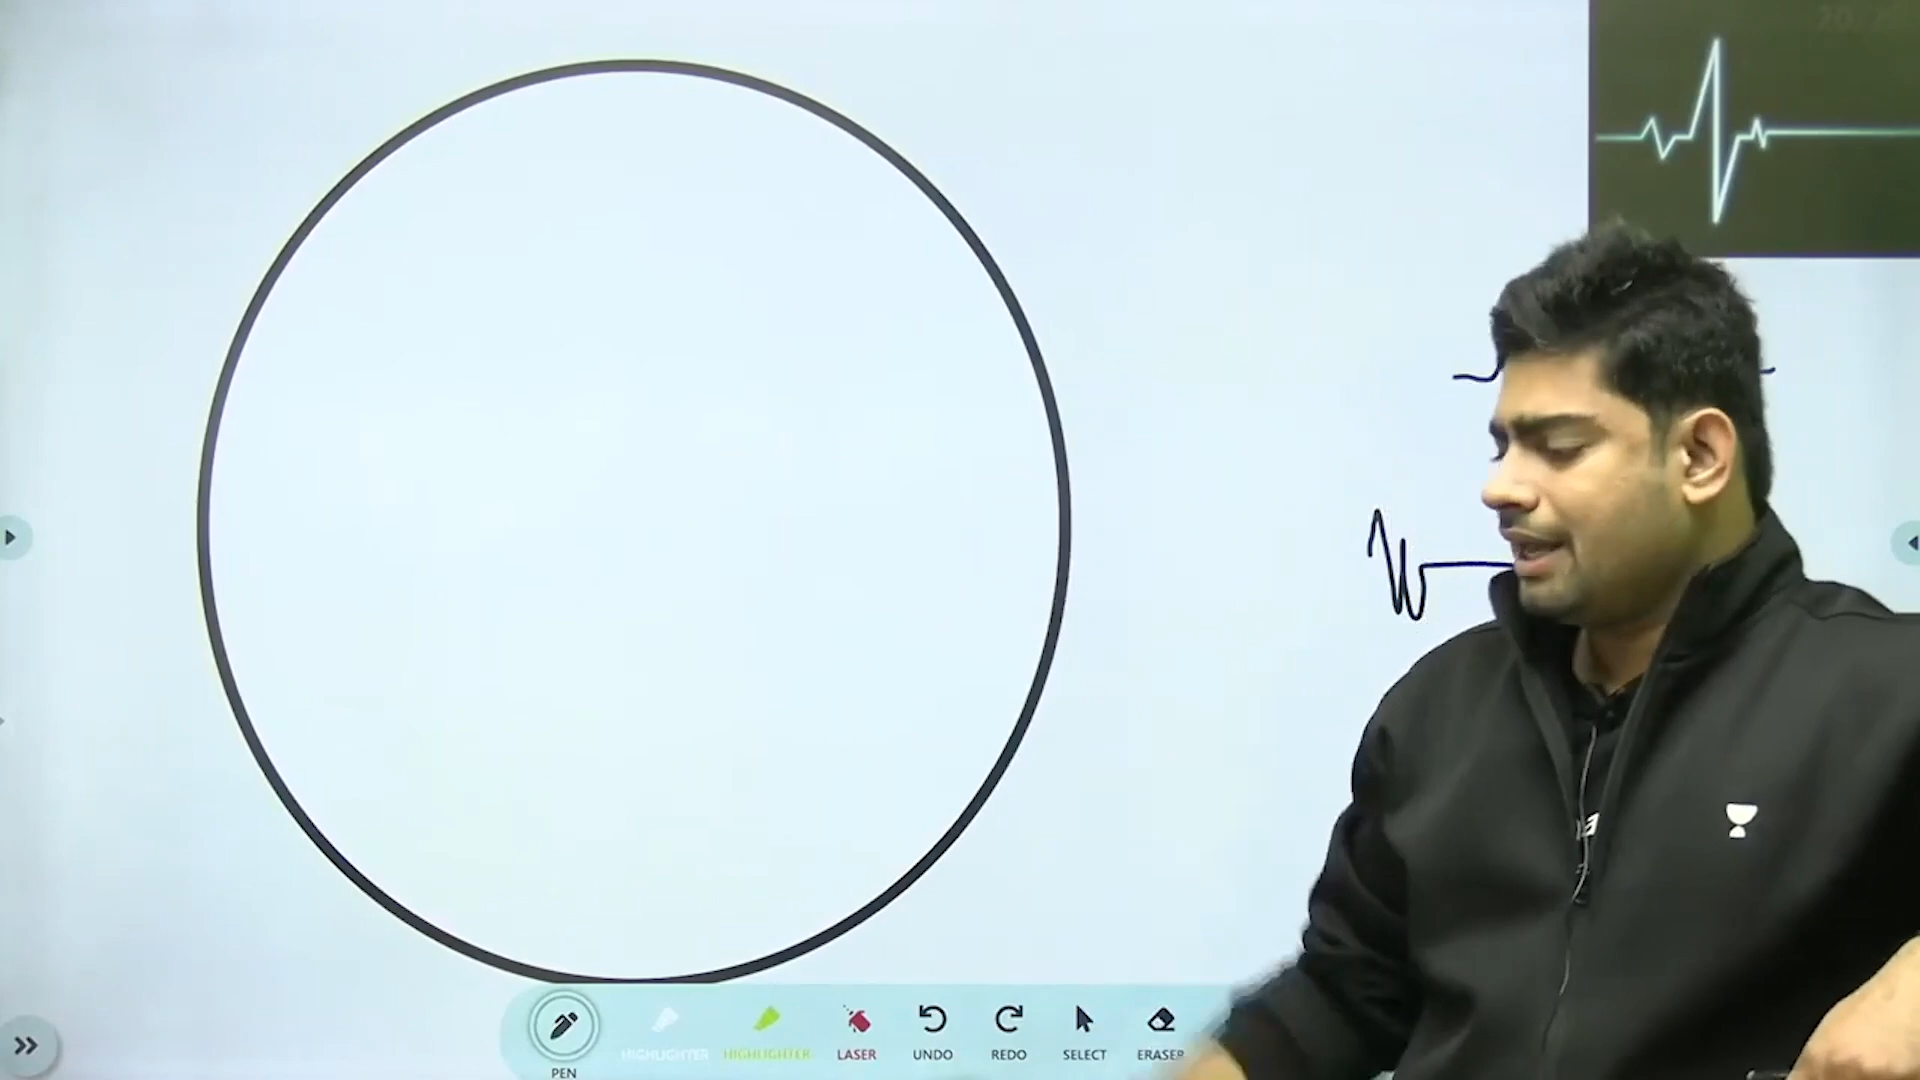 HIGHLIGHTER
HIGHLIGHTER
LASER
UNDO
REDO
SELECT
ERASER
PEN